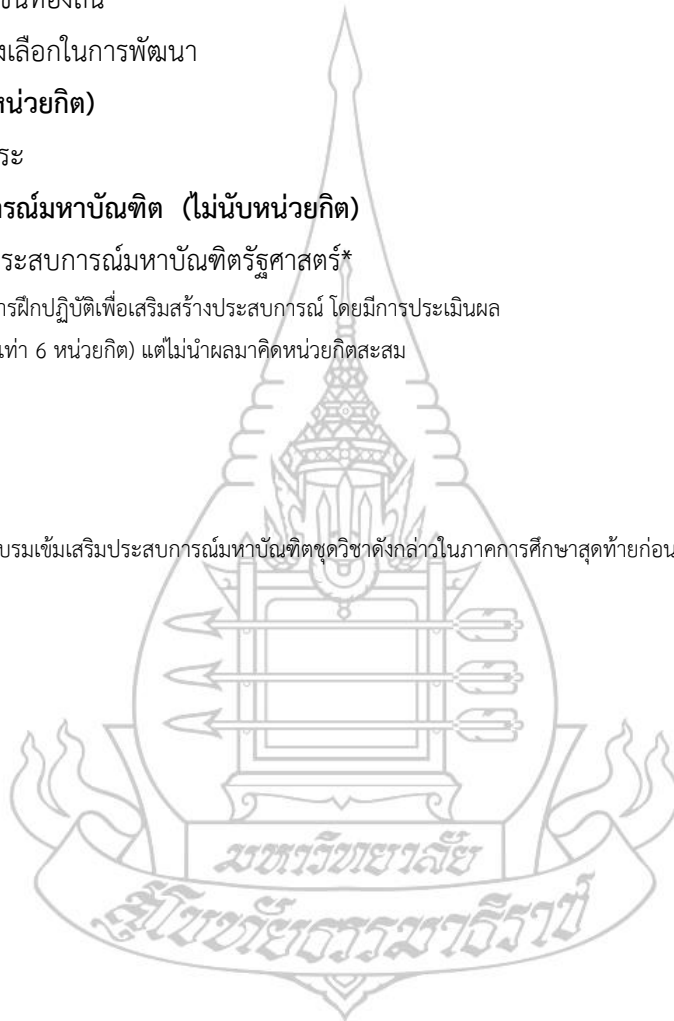 งเลือกในการพัฒนา
หน่วยกิต)
ระ
ารณ์มหาบัณฑิต (ไม่นับหน่วยกิต)
ระสบการณ์มหาบัณฑิตรัฐศาสตร์*
ารฝึกปฏิบัติเพื่อเสริมสร้างประสบการณ์ โดยมีการประเมินผล
เท่า 6 หน่วยกิต) แต่ไม่นำผลมาคิดหน่วยกิตสะสม
บรมเข้มเสริมประสบการณ์มหาบัณฑิตชุดวิชาดังกล่าวในภาคการศึกษาสุดท้ายก่อน
มหาวิทยาลัย
สุโขทัยธรรมาธิราช